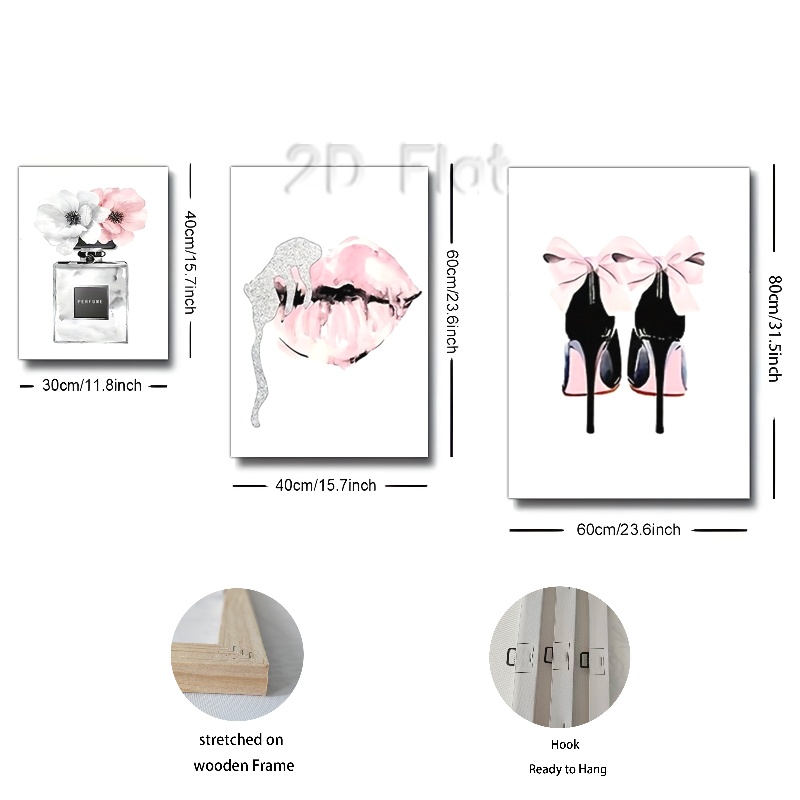 2D Flat
PERFUME
40cm/15.7inch
30cm/11.8inch
60cm/23.6inch
40cm/15.7inch
80cm/31.5inch
60cm/23.6inch
stretched on
wooden Frame
Hook
Ready to Hang